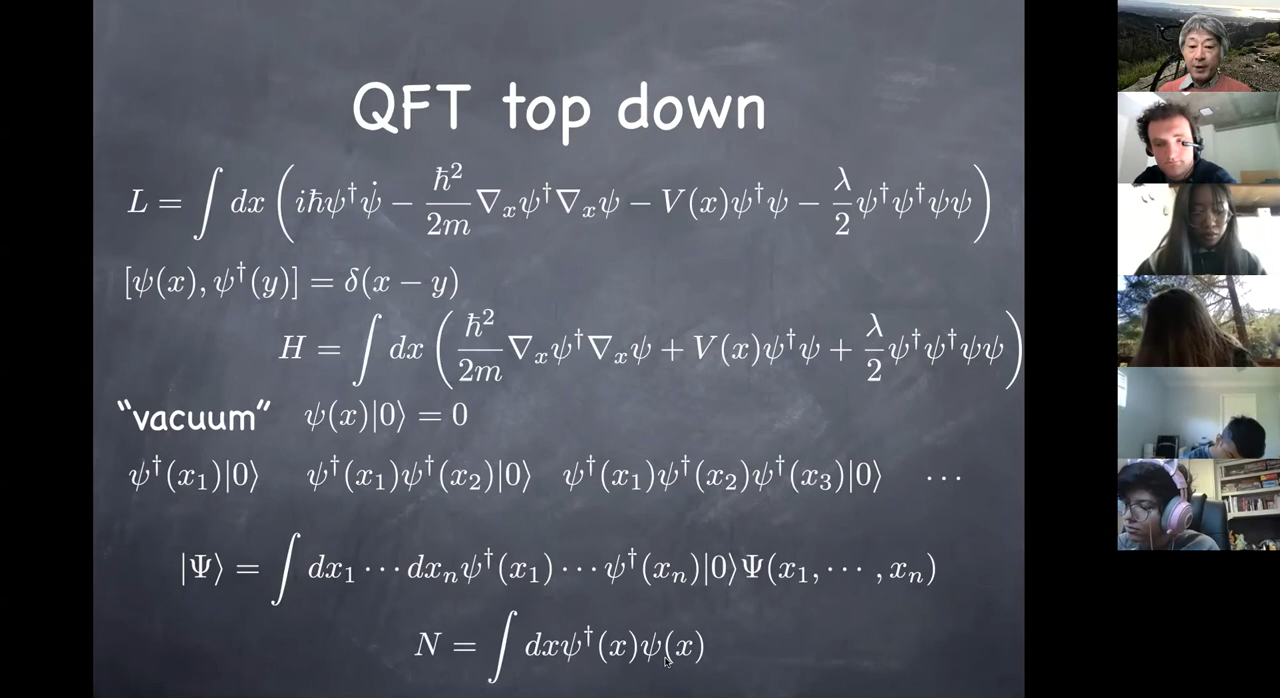 QFT top down
L = ∫ dx ( iħψ†ψ̇ − ħ²/2m ∇ₓψ†∇ₓψ − V(x)ψ†ψ − λ/2 ψ†ψ†ψψ )
[ψ(x), ψ†(y)] = δ(x − y)
H = ∫ dx ( ħ²/2m ∇ₓψ†∇ₓψ + V(x)ψ†ψ + λ/2 ψ†ψ†ψψ )
“vacuum” ψ(x)|0⟩ = 0
ψ†(x₁)|0⟩ ψ†(x₁)ψ†(x₂)|0⟩ ψ†(x₁)ψ†(x₂)ψ†(x₃)|0⟩ ⋯
|Ψ⟩ = ∫ dx₁ ⋯ dxₙψ†(x₁) ⋯ ψ†(xₙ)|0⟩Ψ(x₁, ⋯ , xₙ)
N = ∫ dxψ†(x)ψ(x)